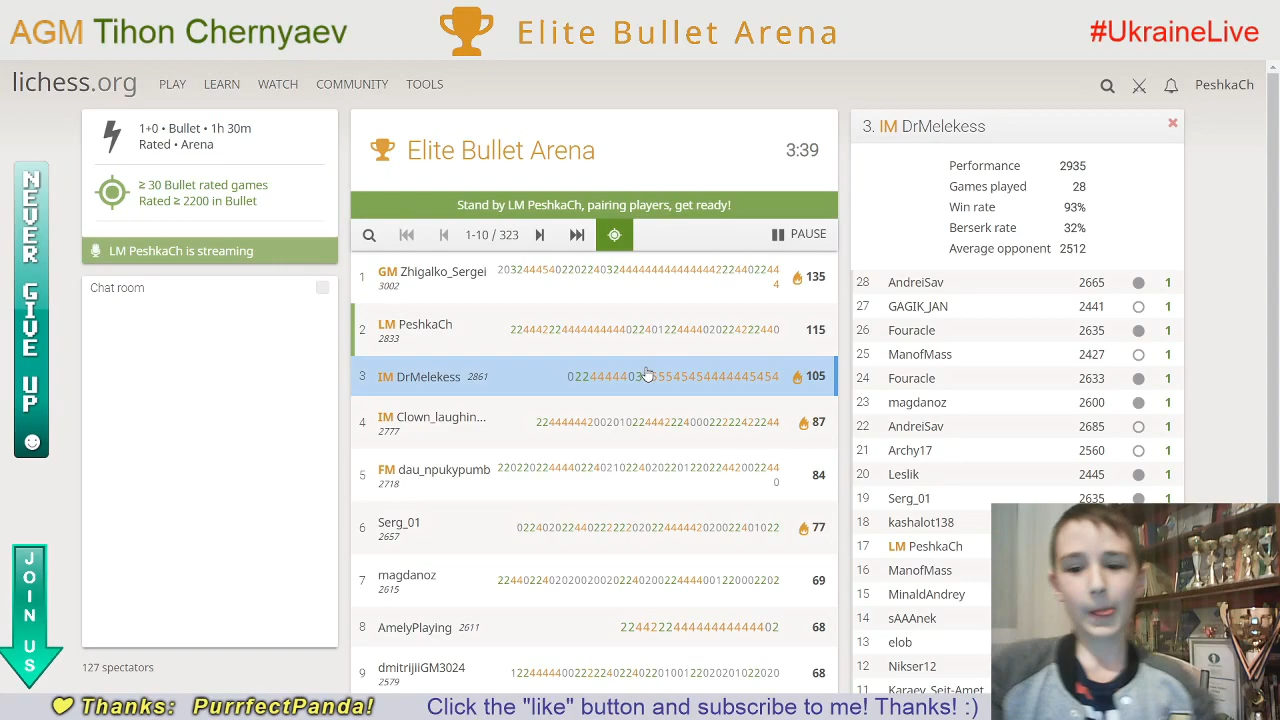 AGM Tihon Chernyaev
Elite Bullet Arena
#UkraineLive
lichess.org
PLAY LEARN WATCH COMMUNITY TOOLS
PeshkaCh
NEVER GIVE UP
JOIN US
1+0 • Bullet • 1h 30m
Rated • Arena
≥ 30 Bullet rated games
Rated ≥ 2200 in Bullet
LM PeshkaCh is streaming
Chat room
127 spectators
Elite Bullet Arena 3:39
Stand by LM PeshkaCh, pairing players, get ready!
1-10 / 323 PAUSE
1 GM Zhigalko_Sergei 135
3002
2 LM PeshkaCh 115
2833
3 IM DrMelekess 2861 105
4 IM Clown_laughin... 87
2777
5 FM dau_npukypumb 84
2718
6 Serg_01 77
2657
7 magdanoz 69
2615
8 AmelyPlaying 2611 22442224444444444402 68
9 dmitrijiiGM3024 68
2579
3. IM DrMelekess
Performance 2935
Games played 28
Win rate 93%
Berserk rate 32%
Average opponent 2512
28 AndreiSav 2665 1
27 GAGIK_JAN 2441 1
26 Fouracle 2635 1
25 ManofMass 2427 1
24 Fouracle 2633 1
23 magdanoz 2600 1
22 AndreiSav 2685 1
21 Archy17 2560 1
20 Leslik 2445 1
19 Serg_01 2635 1
18 kashalot138
17 LM PeshkaCh
16 ManofMass
15 MinaldAndrey
14 sAAAnek
13 elob
12 Nikser12
11 Karaev_Seit-Amet
Thanks: PurrfectPanda!
Click the "like" button and subscribe to me! Thanks! :)